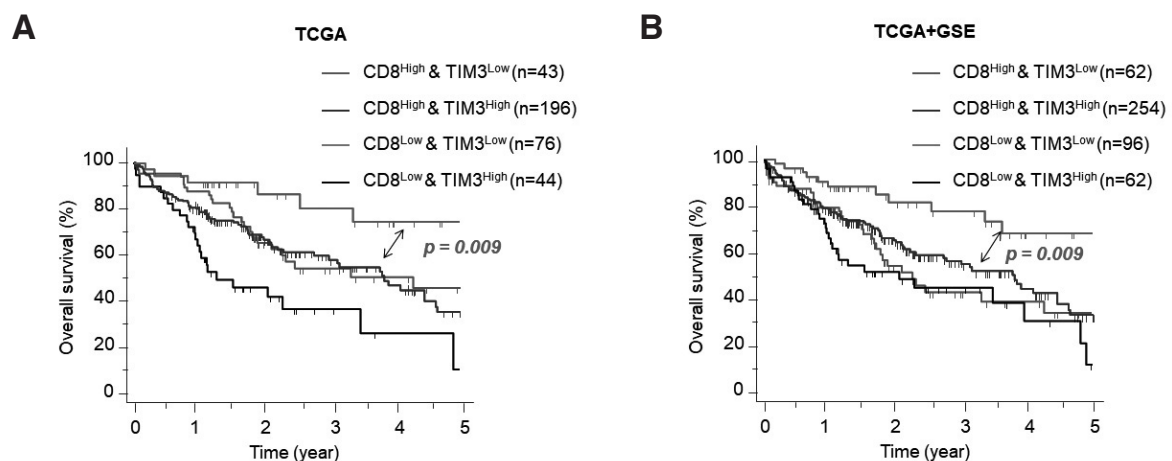 A
TCGA
CD8High & TIM3Low (n=43)
CD8High & TIM3High (n=196)
CD8Low & TIM3Low (n=76)
CD8Low & TIM3High (n=44)
Overall survival (%)
100
80
60
40
20
0
p = 0.009
0 1 2 3 4 5
Time (year)
B
TCGA+GSE
CD8High & TIM3Low (n=62)
CD8High & TIM3High (n=254)
CD8Low & TIM3Low (n=96)
CD8Low & TIM3High (n=62)
Overall survival (%)
100
80
60
40
20
0
p = 0.009
0 1 2 3 4 5
Time (year)